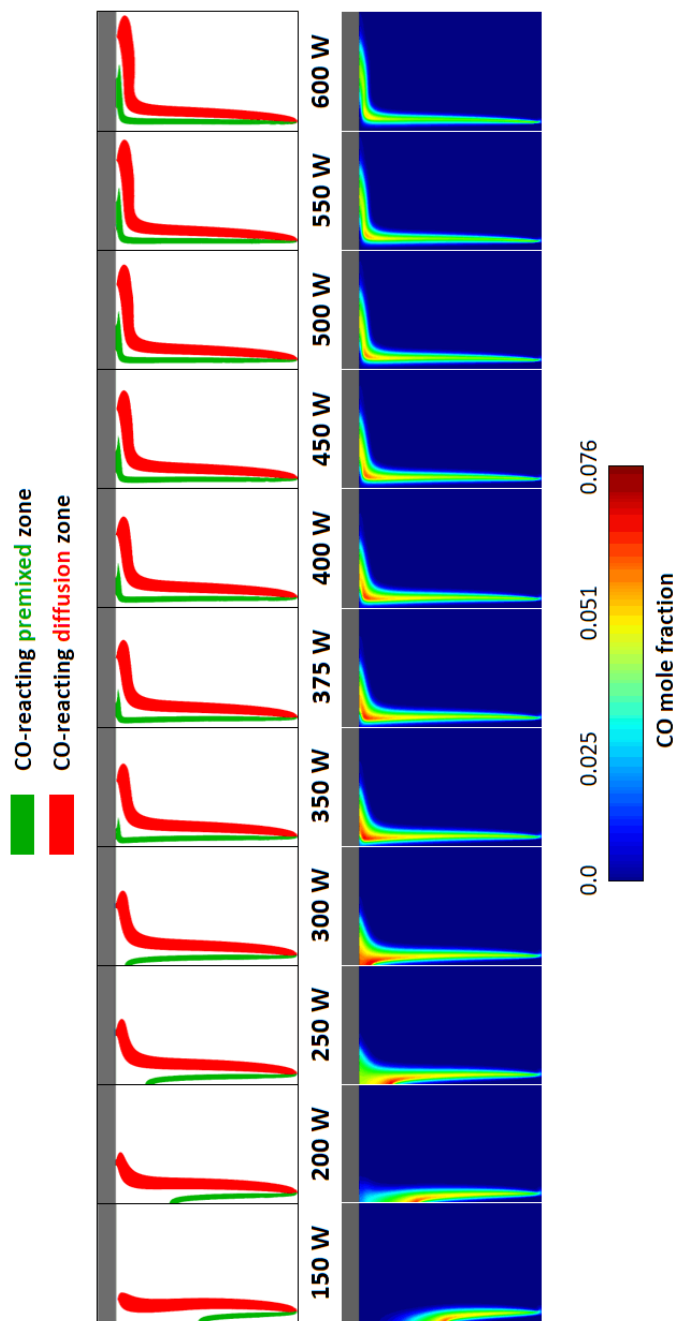 CO-reacting premixed zone
CO-reacting diffusion zone
150 W
200 W
250 W
300 W
350 W
375 W
400 W
450 W
500 W
550 W
600 W
0.0
0.025
0.051
0.076
CO mole fraction